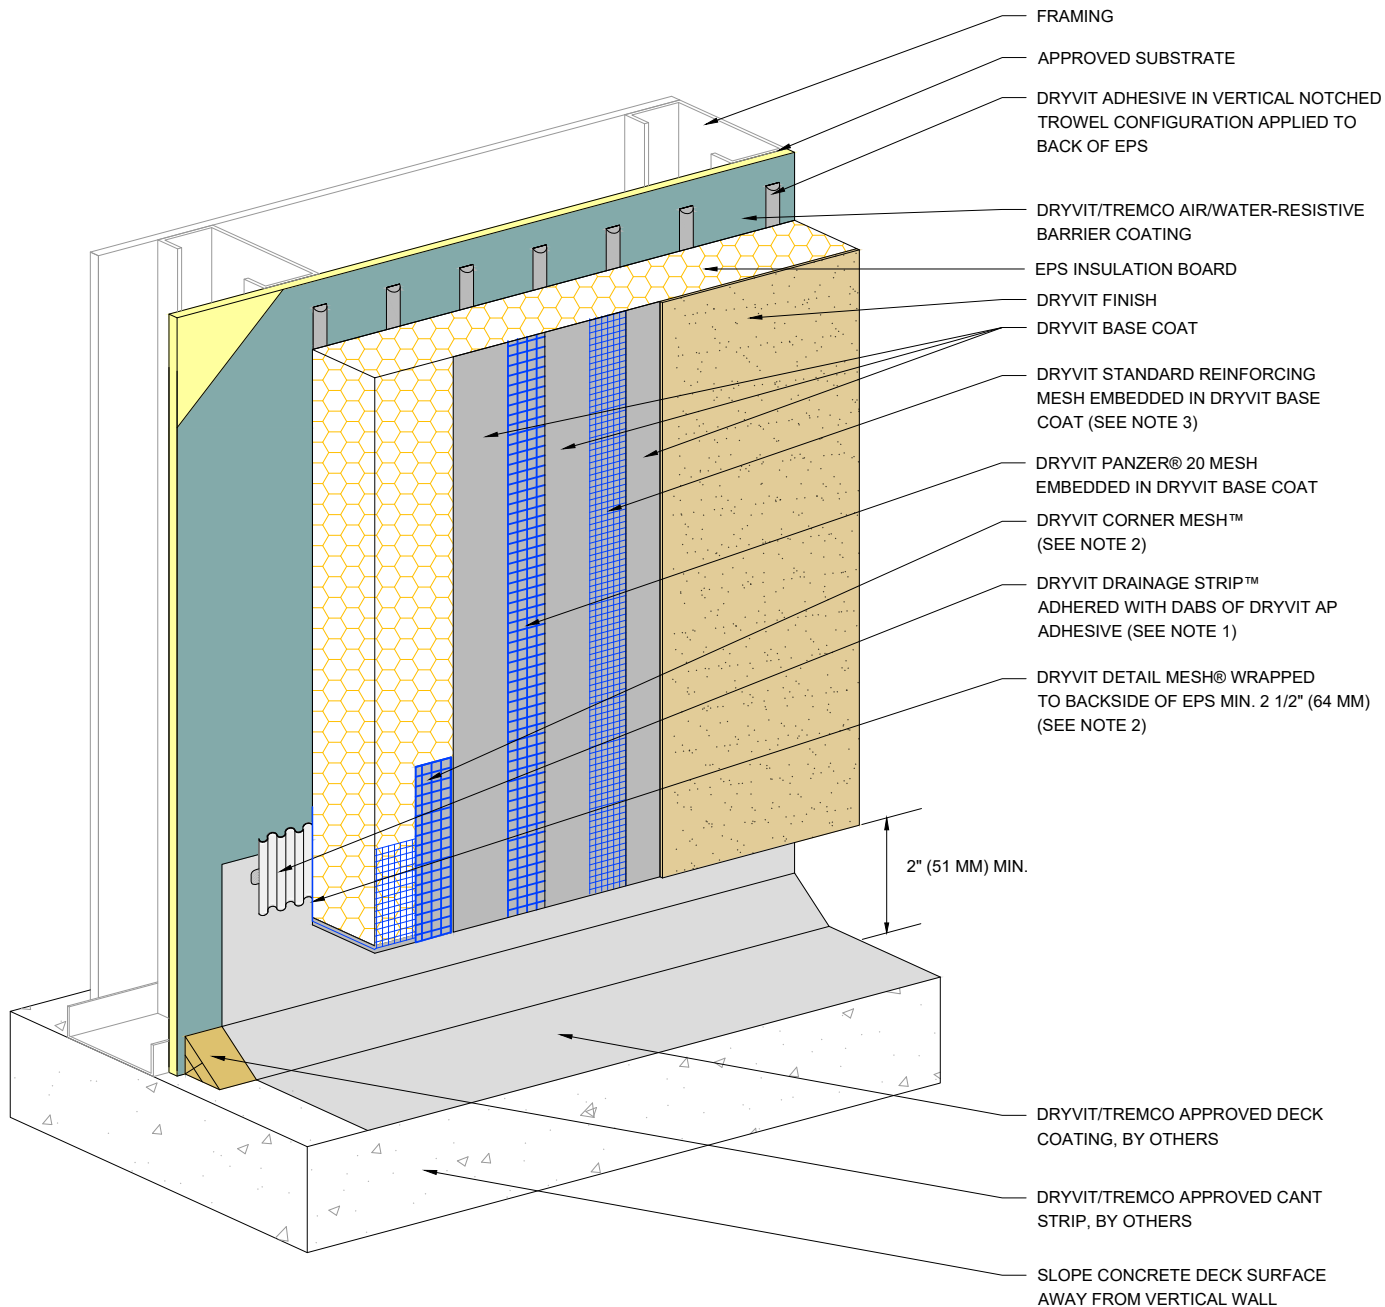 FRAMING
APPROVED SUBSTRATE
DRYVIT ADHESIVE IN VERTICAL NOTCHED
TROWEL CONFIGURATION APPLIED TO
BACK OF EPS
DRYVIT/TREMCO AIR/WATER-RESISTIVE
BARRIER COATING
EPS INSULATION BOARD
DRYVIT FINISH
DRYVIT BASE COAT
DRYVIT STANDARD REINFORCING
MESH EMBEDDED IN DRYVIT BASE
COAT (SEE NOTE 3)
DRYVIT PANZER® 20 MESH
EMBEDDED IN DRYVIT BASE COAT
DRYVIT CORNER MESH™
(SEE NOTE 2)
DRYVIT DRAINAGE STRIP™
ADHERED WITH DABS OF DRYVIT AP
ADHESIVE (SEE NOTE 1)
DRYVIT DETAIL MESH® WRAPPED
TO BACKSIDE OF EPS MIN. 2 1/2" (64 MM)
(SEE NOTE 2)
2" (51 MM) MIN.
DRYVIT/TREMCO APPROVED DECK
COATING, BY OTHERS
DRYVIT/TREMCO APPROVED CANT
STRIP, BY OTHERS
SLOPE CONCRETE DECK SURFACE
AWAY FROM VERTICAL WALL